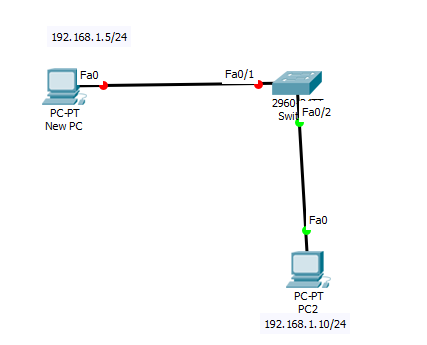 192.168.1.5/24
Fa0
Fa0/1
PC-PT
New PC
Fa0/2
Fa0
PC-PT
PC2
192.168.1.10/24